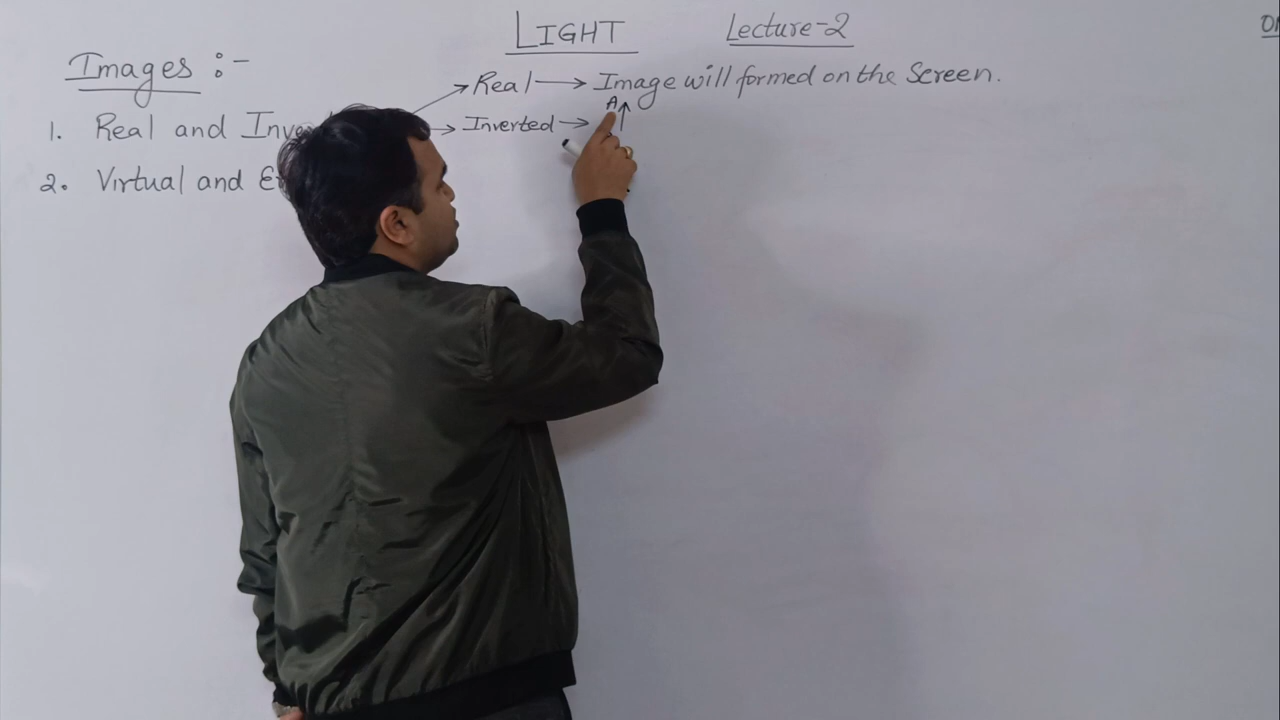 LIGHT Lecture-2
Images :-
Real → Image will formed on the Screen.
1. Real and
→ Inverted → A ↑
2. Virtual and